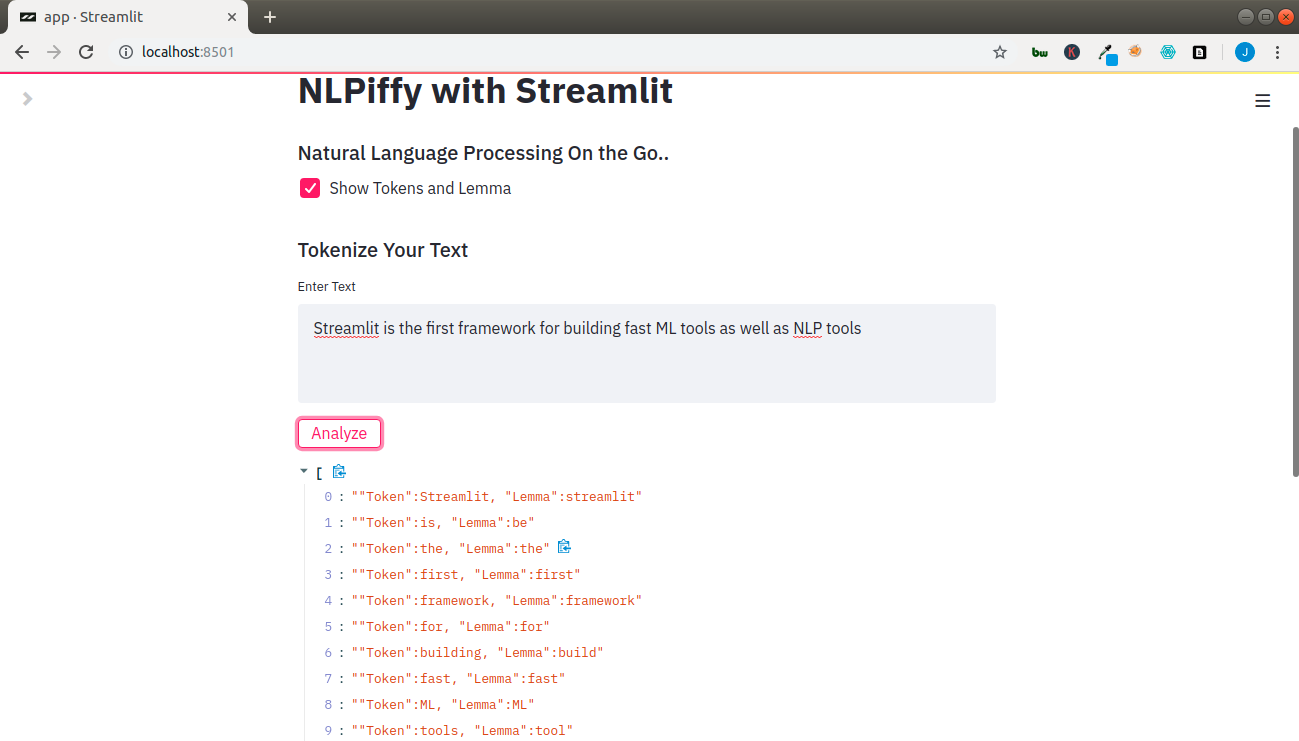 app · Streamlit
localhost:8501
bw
K
J
NLPiffy with Streamlit
Natural Language Processing On the Go..
Show Tokens and Lemma
Tokenize Your Text
Enter Text
Streamlit is the first framework for building fast ML tools as well as NLP tools
Analyze
[
0 : ""Token":Streamlit, "Lemma":streamlit"
1 : ""Token":is, "Lemma":be"
2 : ""Token":the, "Lemma":the"
3 : ""Token":first, "Lemma":first"
4 : ""Token":framework, "Lemma":framework"
5 : ""Token":for, "Lemma":for"
6 : ""Token":building, "Lemma":build"
7 : ""Token":fast, "Lemma":fast"
8 : ""Token":ML, "Lemma":ML"
9 : ""Token":tools, "Lemma":tool"